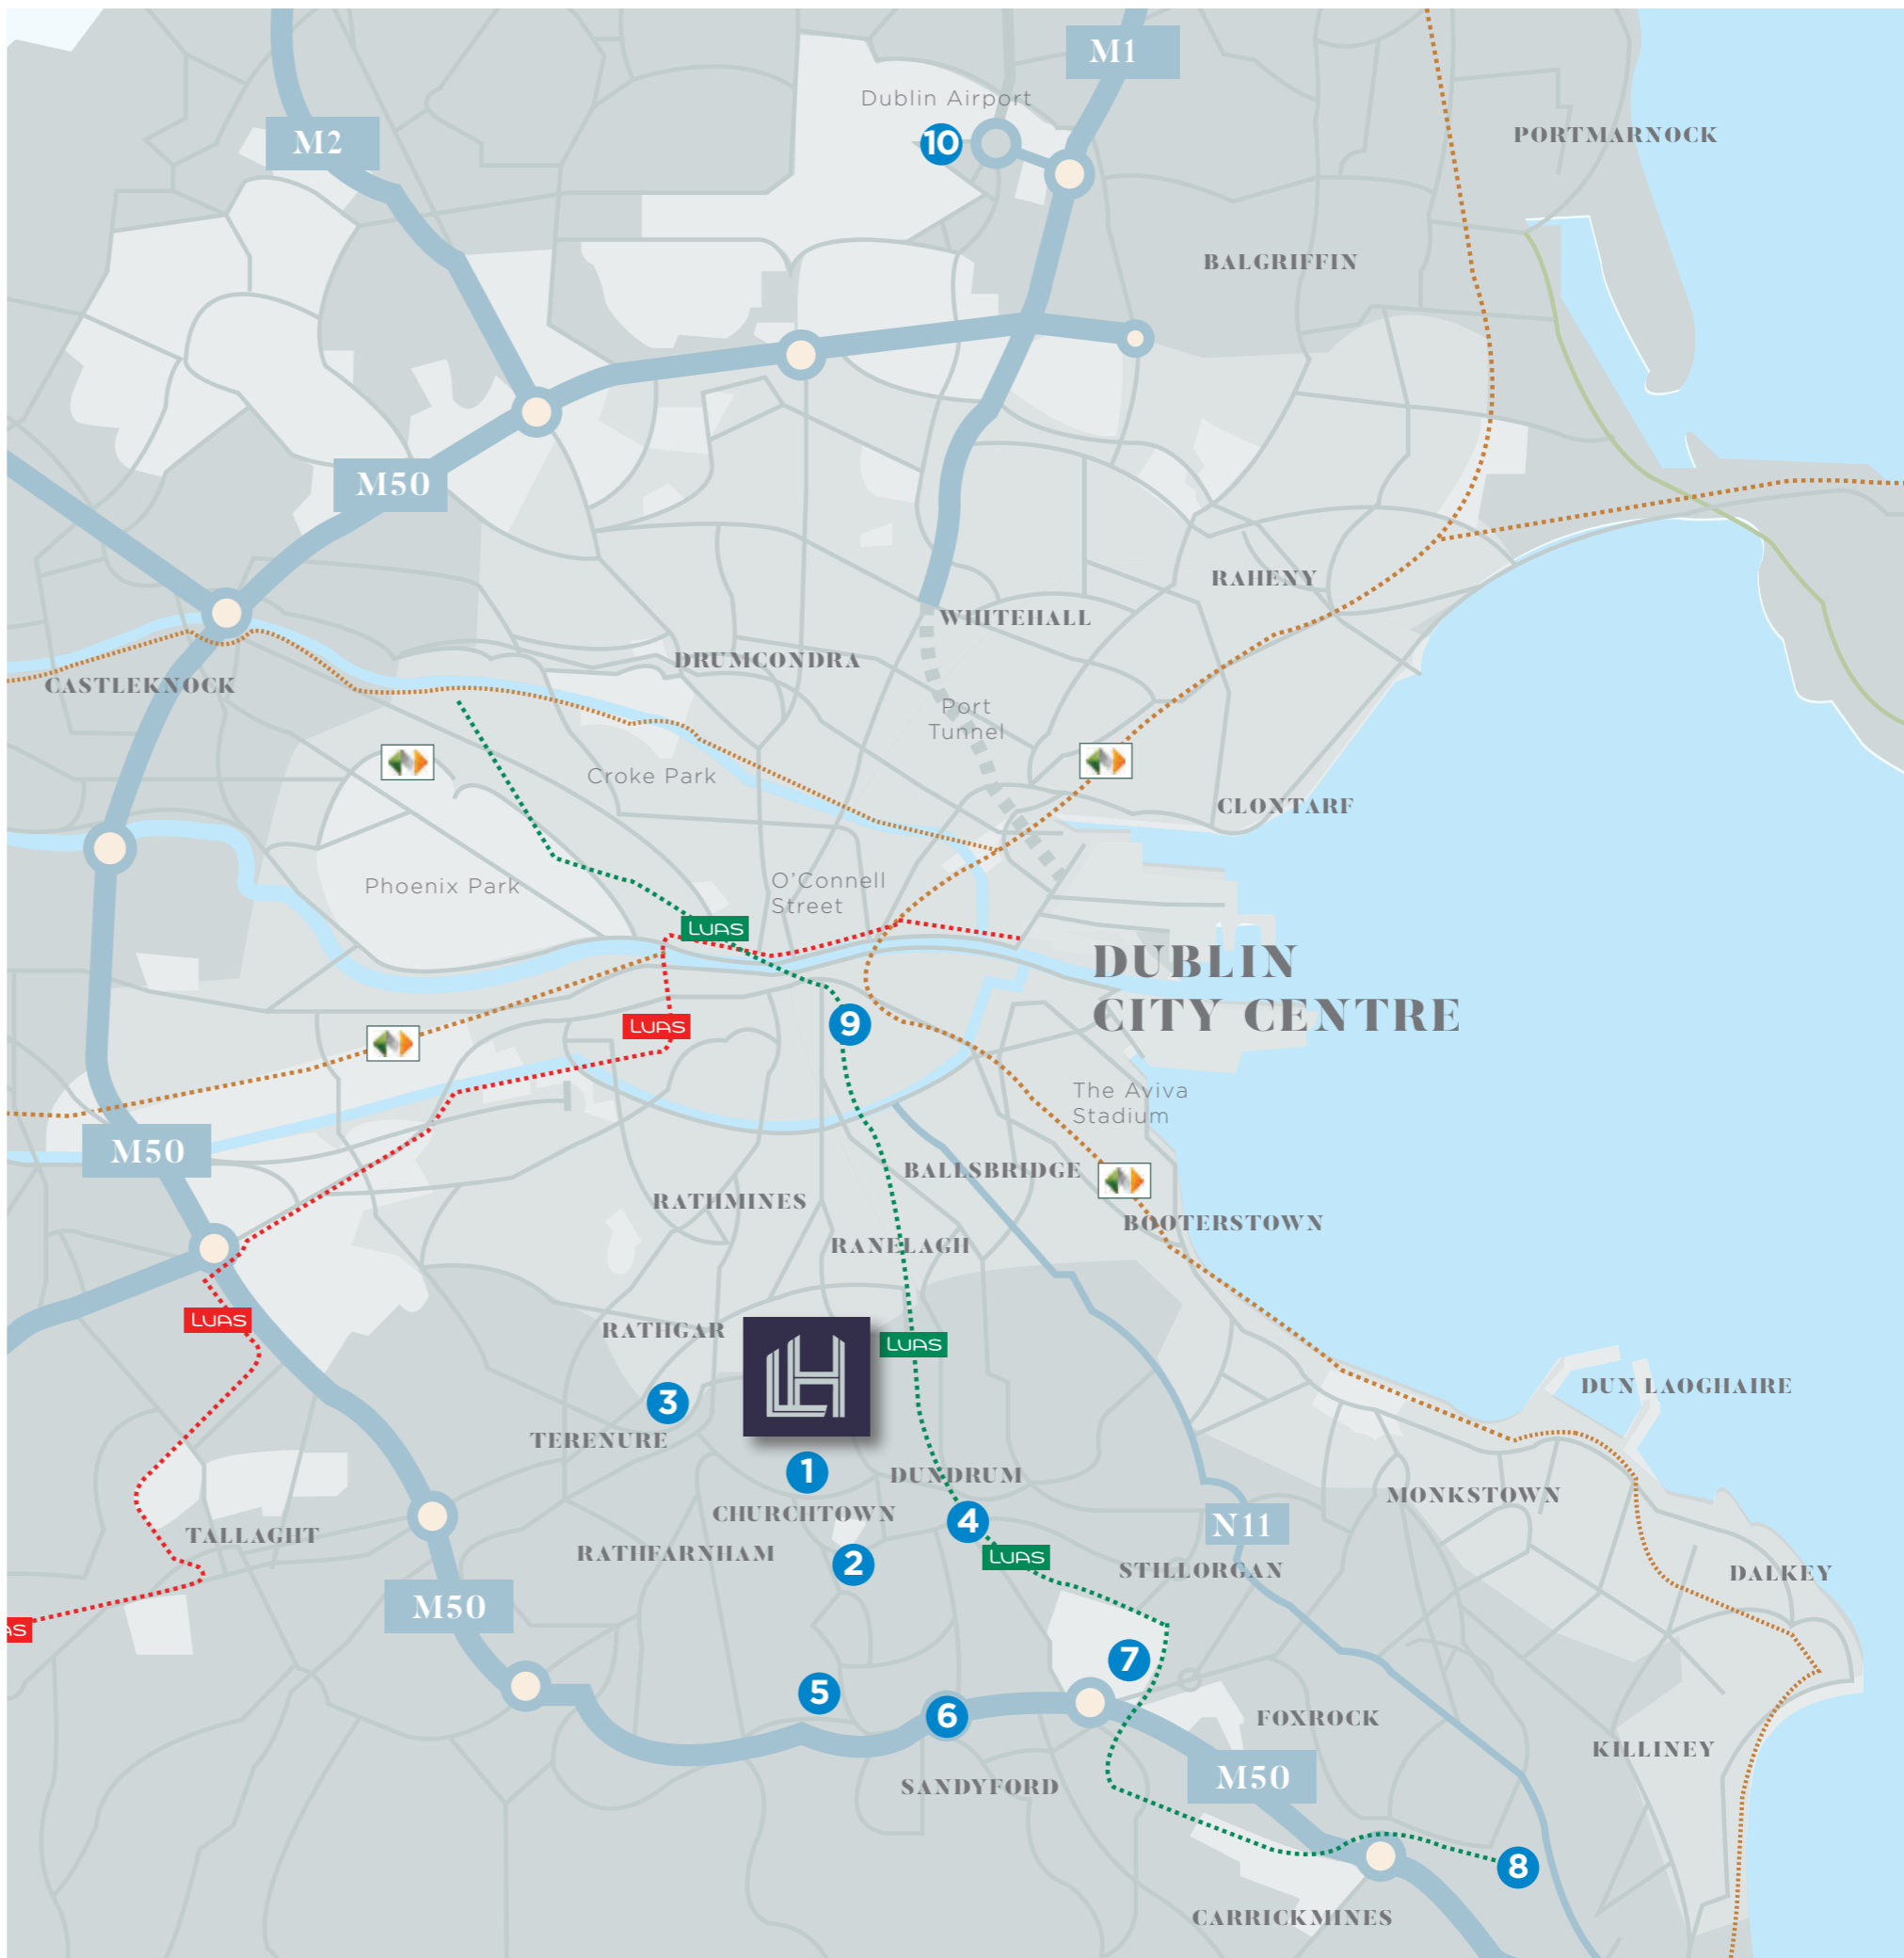 M1
Dublin Airport
10
M2
PORTMARNOCK
BALGRIFFIN
M50
RAHENY
WHITEHALL
DRUMCONDRA
CASTLEKNOCK
Port
Tunnel
Croke Park
CLONTARF
O'Connell
Street
Phoenix Park
LUAS
DUBLIN
CITY CENTRE
LUAS
9
The Aviva
Stadium
M50
BALLSBRIDGE
RATHMINES
BOOTERSTOWN
RANELAGH
LUAS
RATHGAR
LUAS
LH
DUN LAOGHAIRE
3
TERENURE
1
DUNDRUM
MONKSTOWN
CHURCHTOWN
4
N11
TALLAGHT
RATHFARNHAM
2
LUAS
STILLORGAN
DALKEY
M50
AS
7
5
6
FOXROCK
KILLINEY
M50
SANDYFORD
8
CARRICKMINES